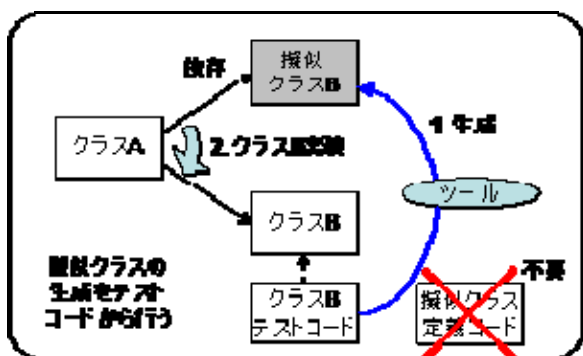 擬似
クラスB
依存
1.生成
クラスA
2.クラスB実験
ツール
クラスB
擬似クラスの
生成をテスト
コードから行う
不要
クラスB
テストコード
擬似クラス
定義コード